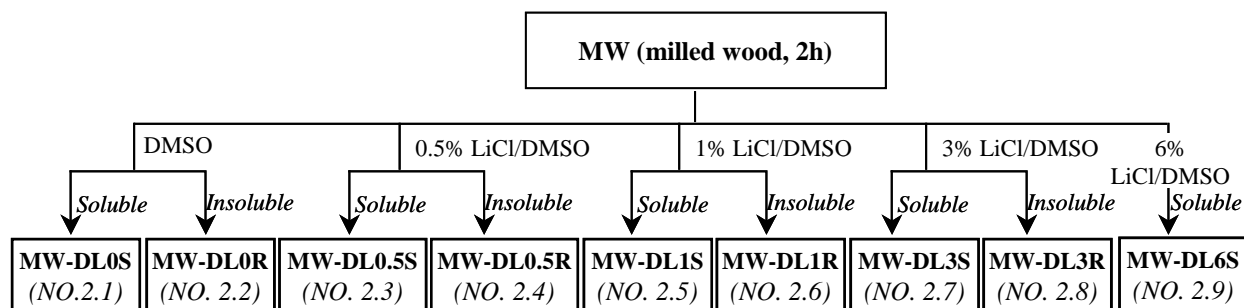 MW (milled wood, 2h)
DMSO
0.5% LiCl/DMSO
1% LiCl/DMSO
3% LiCl/DMSO
6%
LiCl/DMSO
Soluble
Insoluble
Soluble
Insoluble
Soluble
Insoluble
Soluble
Insoluble
Soluble
MW-DL0S
(NO.2.1)
MW-DL0R
(NO. 2.2)
MW-DL0.5S
(NO. 2.3)
MW-DL0.5R
(NO. 2.4)
MW-DL1S
(NO. 2.5)
MW-DL1R
(NO. 2.6)
MW-DL3S
(NO. 2.7)
MW-DL3R
(NO. 2.8)
MW-DL6S
(NO. 2.9)